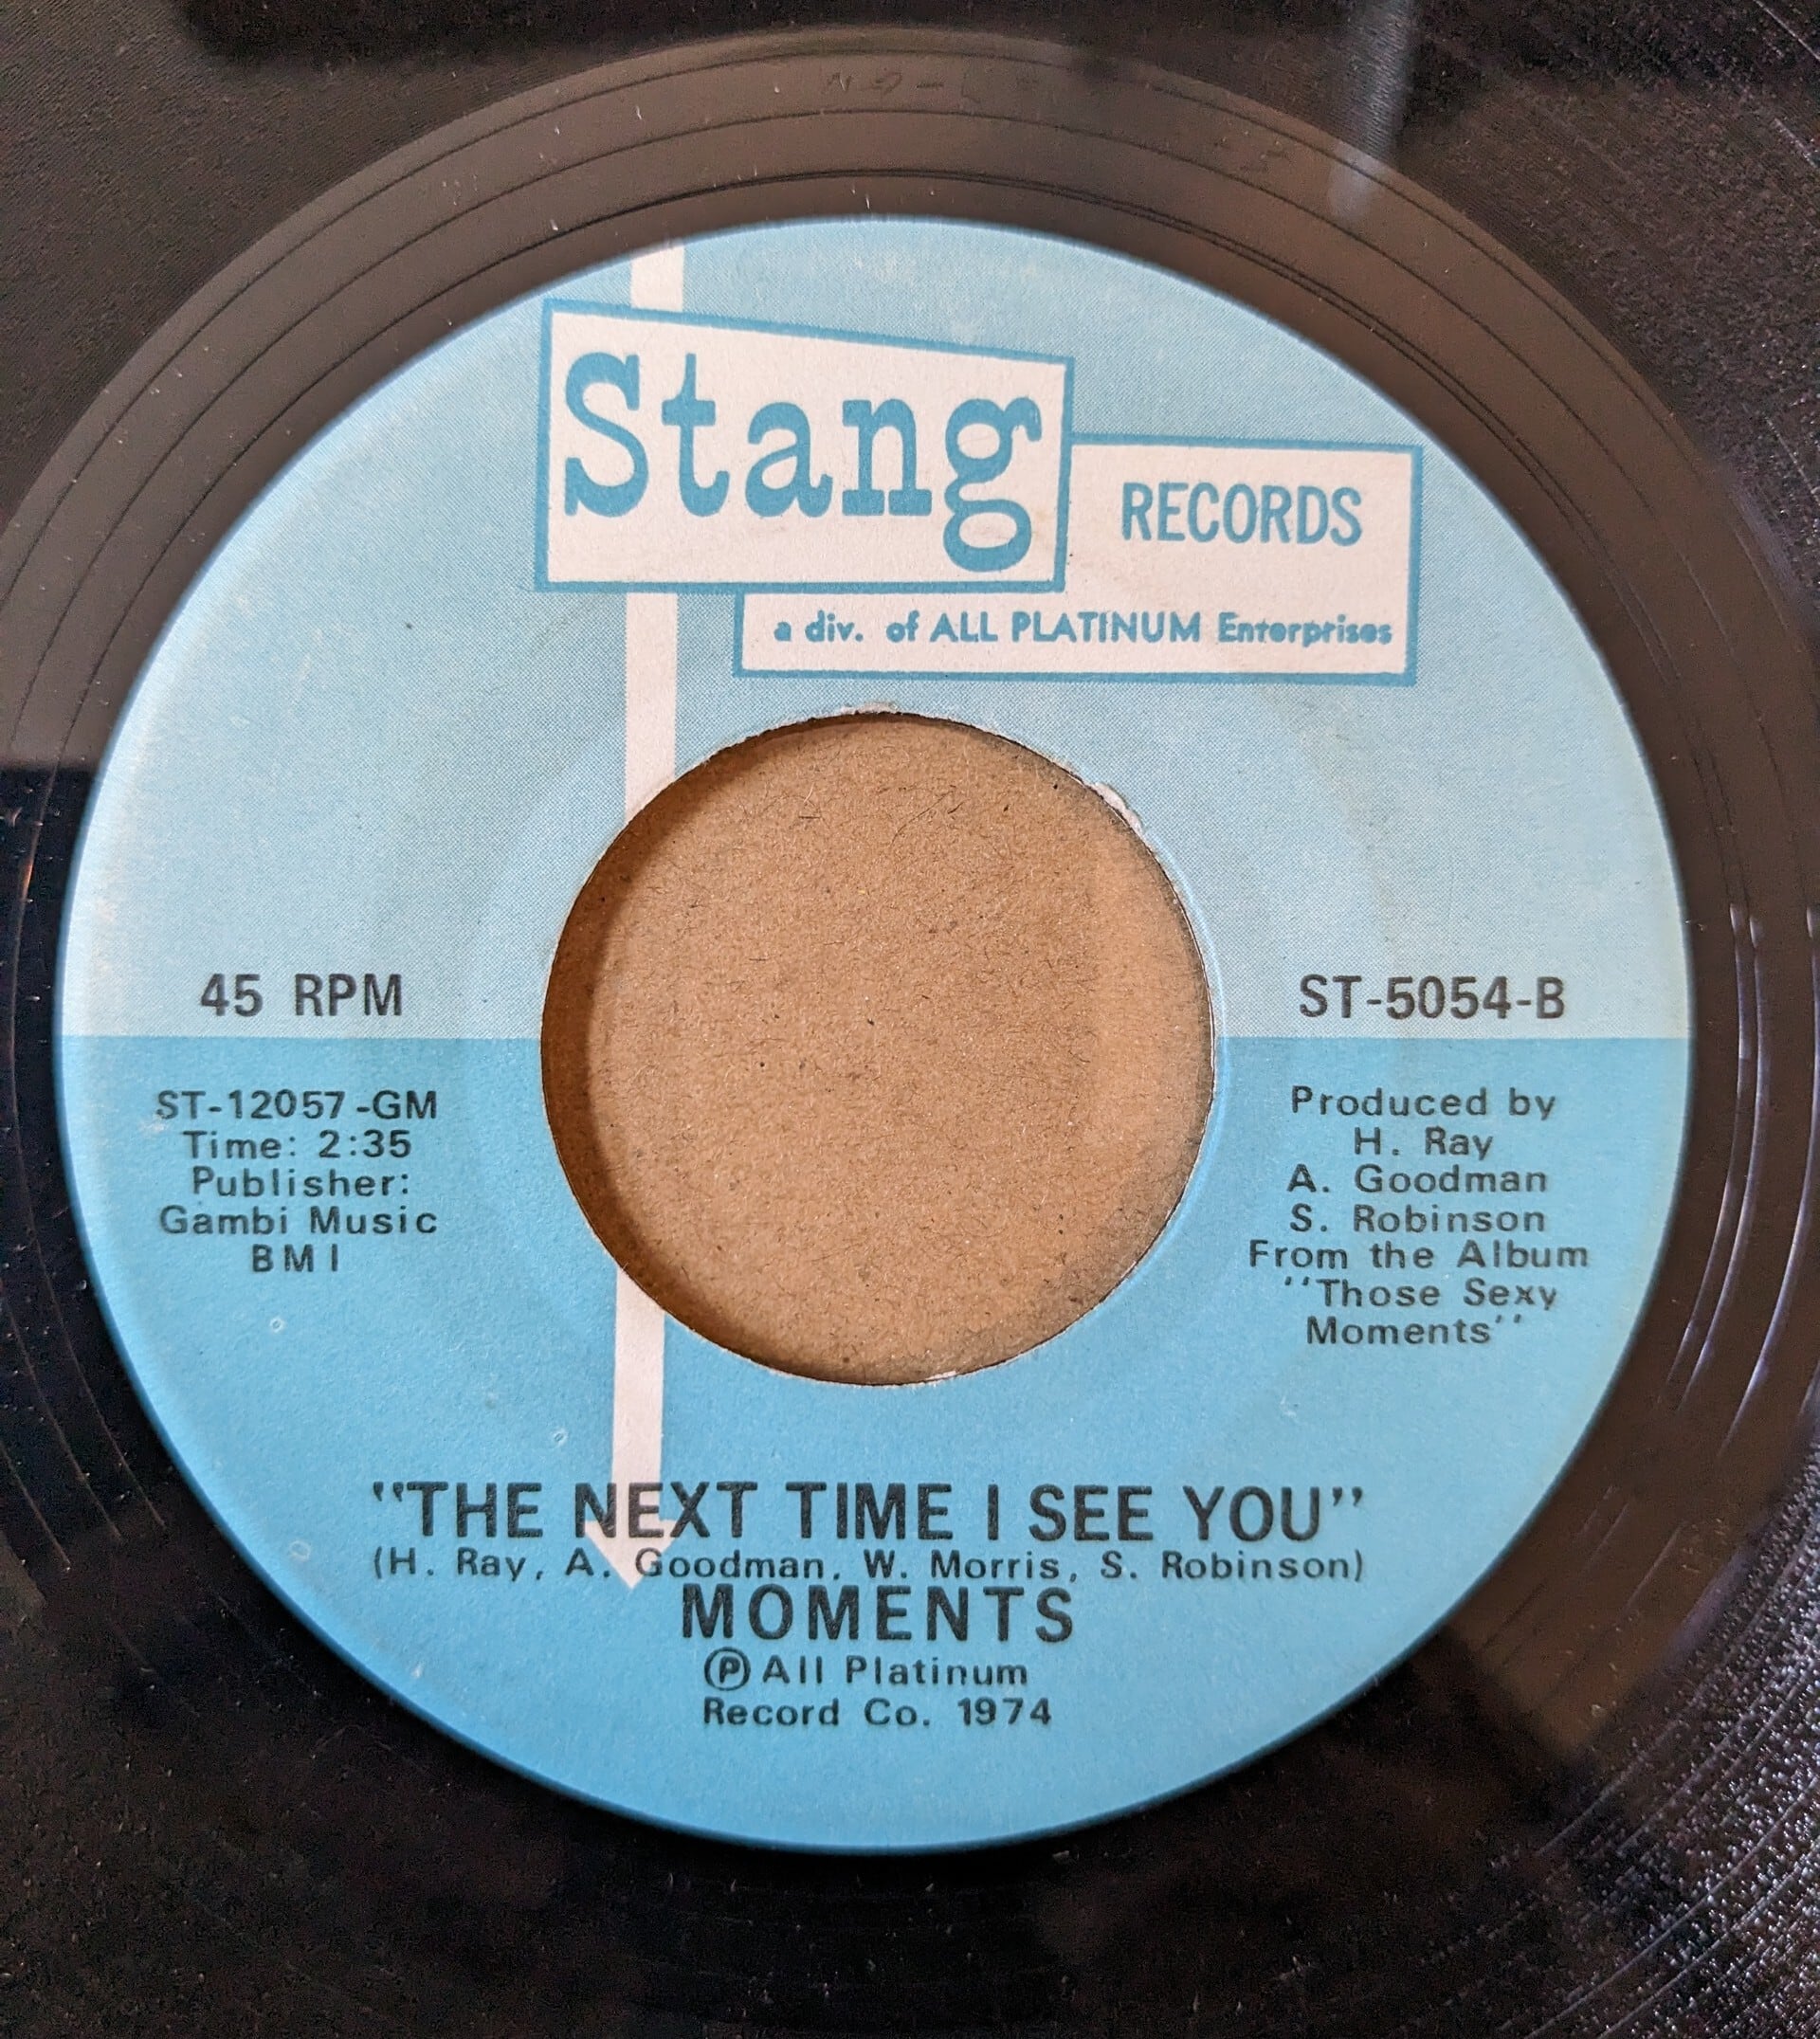 Stang
RECORDS
a div. of ALL PLATINUM Enterprises
45 RPM
ST-5054-B
ST-12057-GM
Time: 2:35
Publisher:
Gambi Music
BMI
Produced by
H. Ray
A. Goodman
S. Robinson
From the Album
''Those Sexy
Moments''
"THE NEXT TIME I SEE YOU"
(H. Ray, A. Goodman, W. Morris, S. Robinson)
MOMENTS
Ⓟ All Platinum
Record Co. 1974